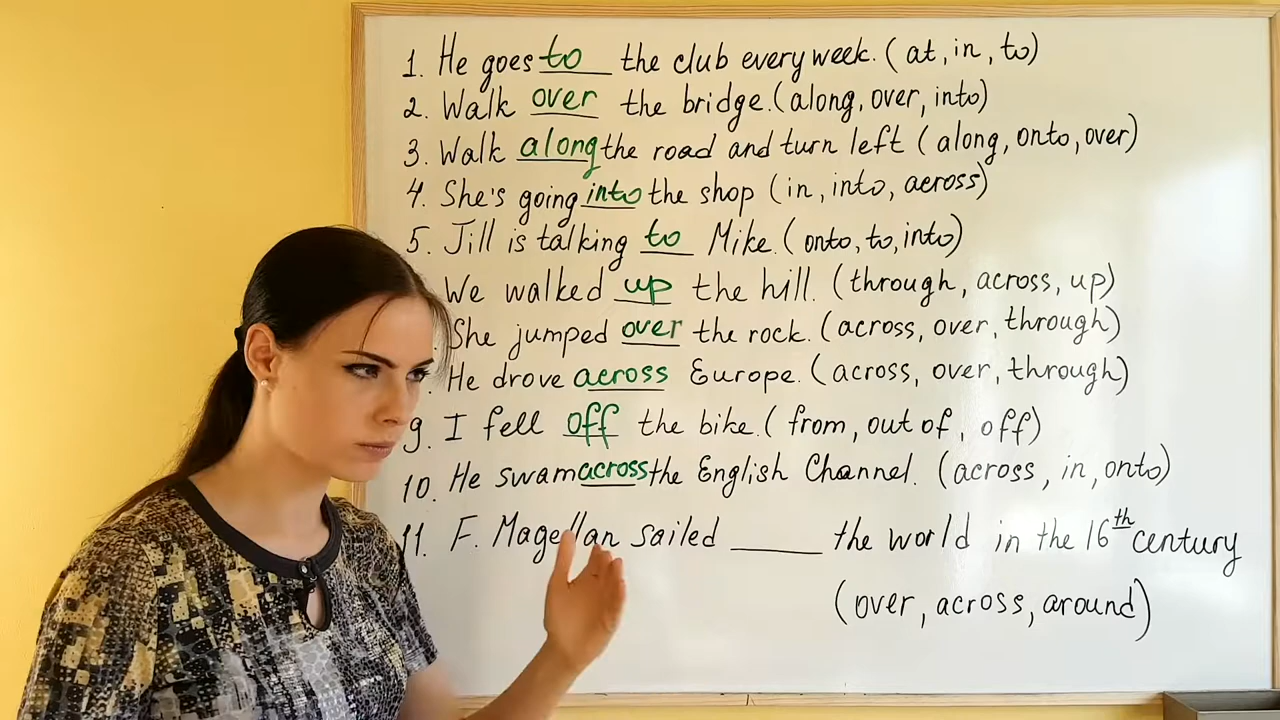 1. He goes to the club every week. (at, in, to)
2. Walk over the bridge. (along, over, into)
3. Walk along the road and turn left (along, onto, over)
4. She's going into the shop (in, into, across)
5. Jill is talking to Mike. (onto, to, into)
We walked up the hill. (through, across, up)
She jumped over the rock. (across, over, through)
He drove across Europe. (across, over, through)
9. I fell off the bike. (from, out of, off)
10. He swam across the English Channel. (across, in, onto)
11. F. Magellan sailed ____ the world in the 16th century
(over, across, around)